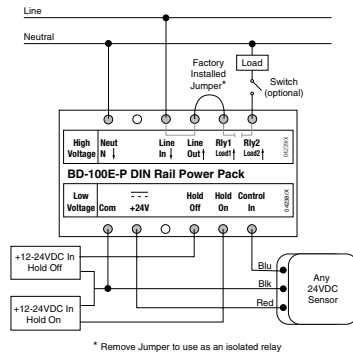 Line
Neutral
Factory
Installed
Jumper*
Load
Switch
(optional)
High
Voltage
Neut
N ↓
Line
In ↓
Line
Out ↑
Rly1
Load1 ↑
Rly2
Load2 ↑
04239rX
BD-100E-P DIN Rail Power Pack
Low
Voltage
Com
+24V
Hold
Off
Hold
On
Control
In
04238rX
+12-24VDC In
Hold Off
+12-24VDC In
Hold On
Blu
Blk
Red
Any
24VDC
Sensor
* Remove Jumper to use as an isolated relay